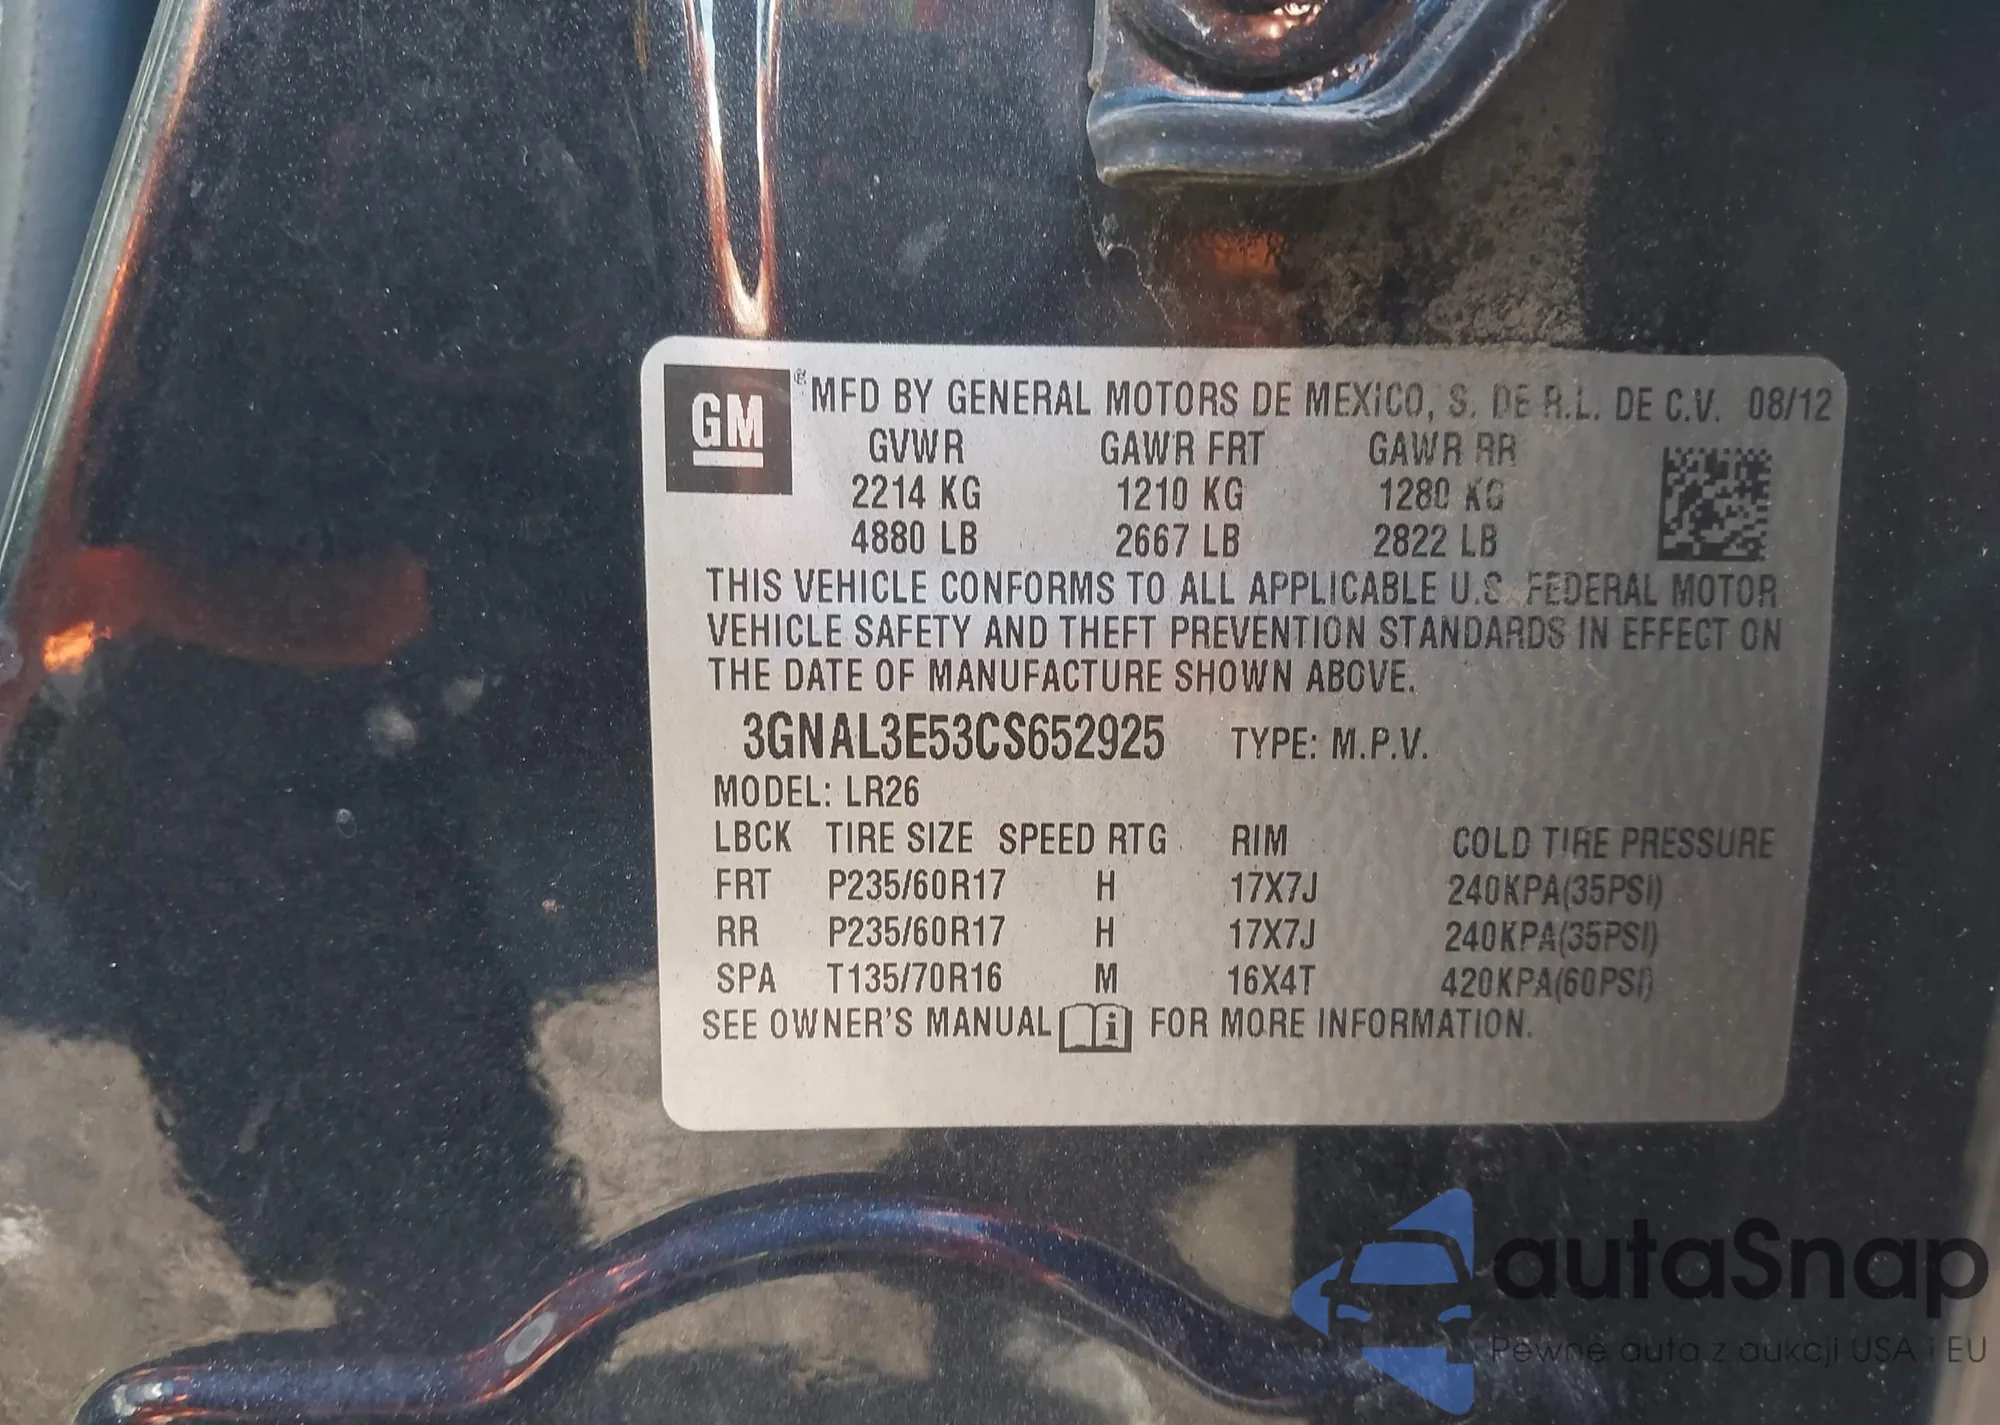 GM
® MFD BY GENERAL MOTORS DE MEXICO, S. DE R.L. DE C.V. 08/12
GVWR GAWR FRT GAWR RR
2214 KG 1210 KG 1280 KG
4880 LB 2667 LB 2822 LB
THIS VEHICLE CONFORMS TO ALL APPLICABLE U.S. FEDERAL MOTOR
VEHICLE SAFETY AND THEFT PREVENTION STANDARDS IN EFFECT ON
THE DATE OF MANUFACTURE SHOWN ABOVE.
3GNAL3E53CS652925 TYPE: M.P.V.
MODEL: LR26
LBCK TIRE SIZE SPEED RTG RIM COLD TIRE PRESSURE
FRT P235/60R17 H 17X7J 240KPA(35PSI)
RR P235/60R17 H 17X7J 240KPA(35PSI)
SPA T135/70R16 M 16X4T 420KPA(60PSI)
SEE OWNER'S MANUAL i FOR MORE INFORMATION.
autaSnap
Pewne auta z aukcji USA i EU